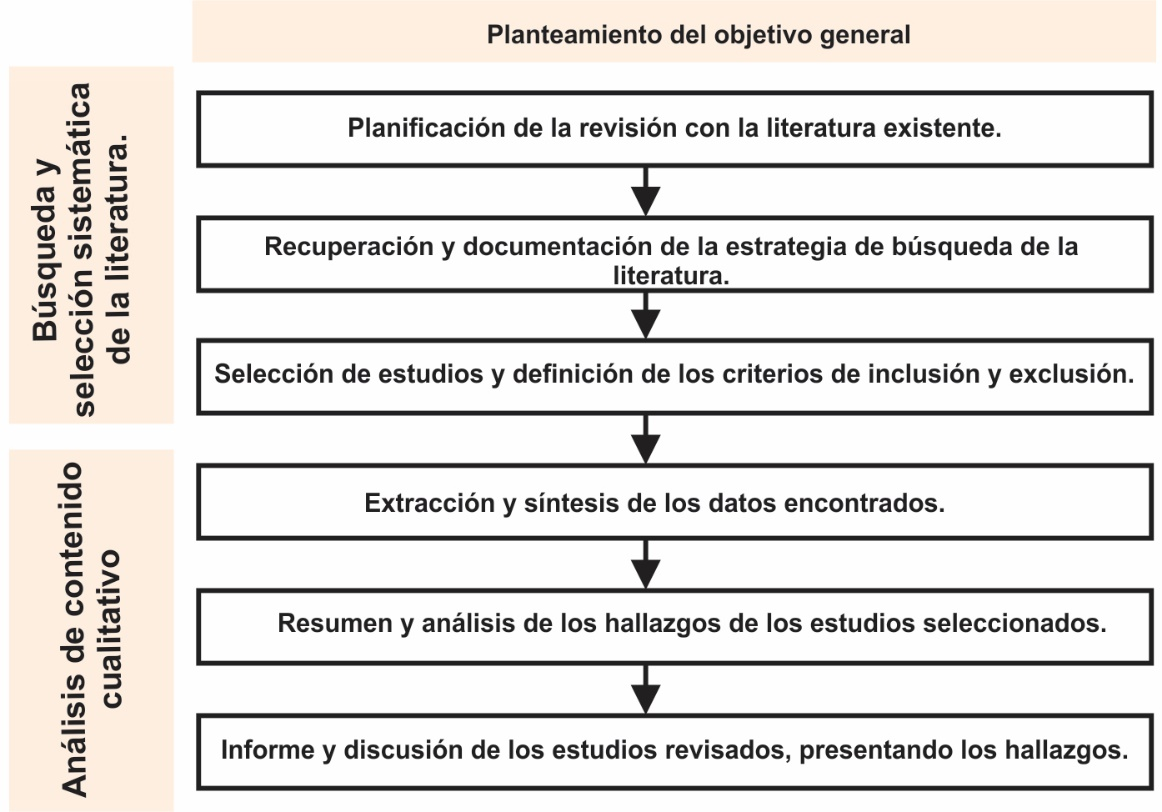 Planteamiento del objetivo general
Búsqueda y
selección sistemática
de la literatura.
Planificación de la revisión con la literatura existente.
Recuperación y documentación de la estrategia de búsqueda de la
literatura.
Selección de estudios y definición de los criterios de inclusión y exclusión.
Análisis de contenido
cualitativo
Extracción y síntesis de los datos encontrados.
Resumen y análisis de los hallazgos de los estudios seleccionados.
Informe y discusión de los estudios revisados, presentando los hallazgos.